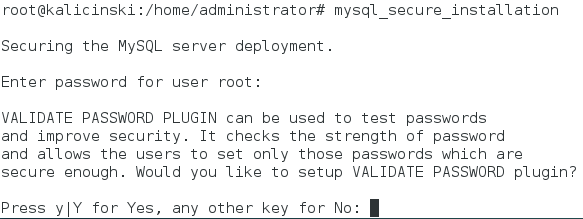 root@kalicinski:/home/administrator# mysql_secure_installation
Securing the MySQL server deployment.
Enter password for user root:
VALIDATE PASSWORD PLUGIN can be used to test passwords
and improve security. It checks the strength of password
and allows the users to set only those passwords which are
secure enough. Would you like to setup VALIDATE PASSWORD plugin?
Press y|Y for Yes, any other key for No: